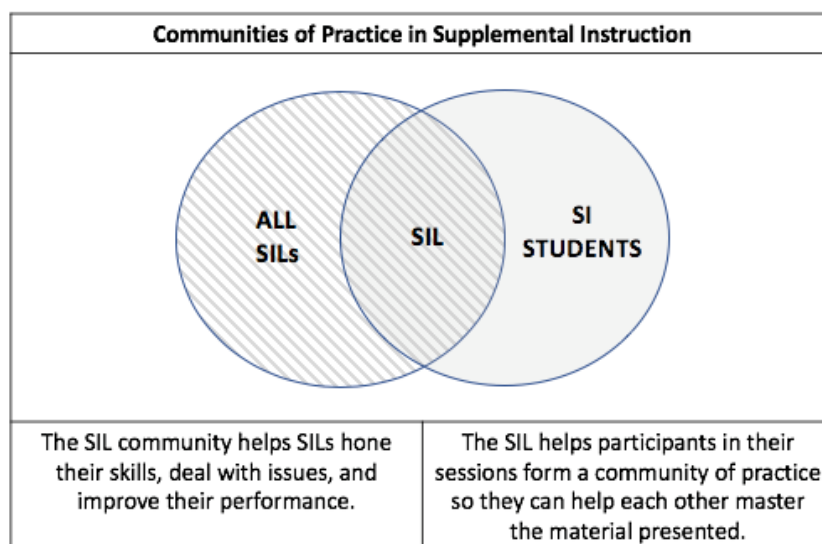 Communities of Practice in Supplemental Instruction
ALL
SILs
SIL
SI
STUDENTS
The SIL community helps SILs hone
their skills, deal with issues, and
improve their performance.
The SIL helps participants in their
sessions form a community of practice
so they can help each other master
the material presented.